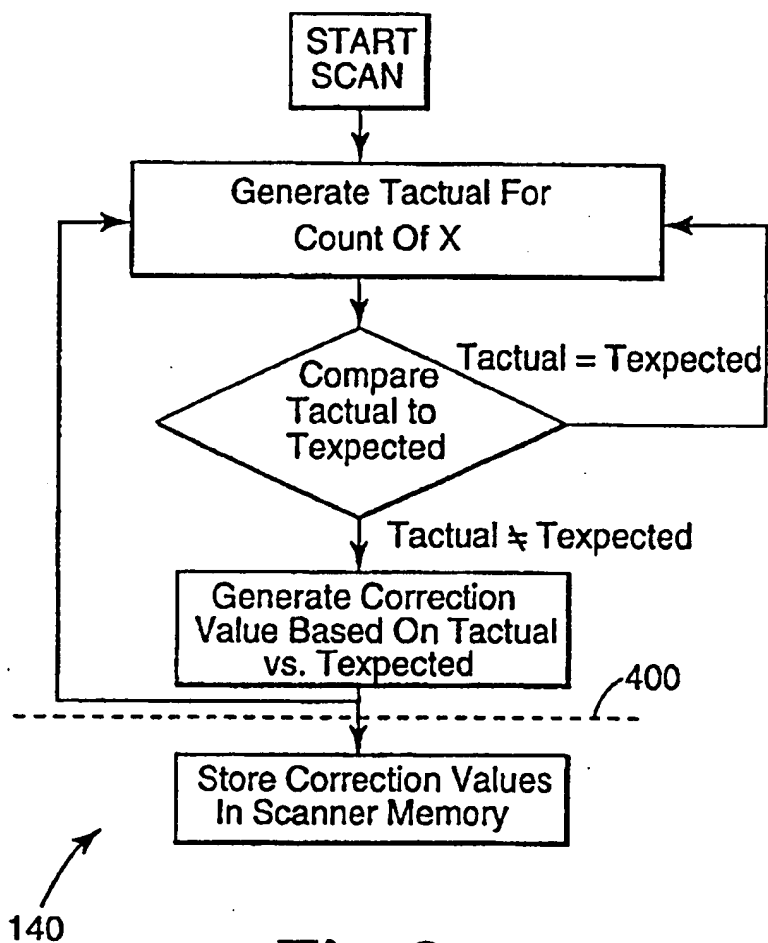 START
SCAN
Generate Tactual For
Count Of X
Compare
Tactual to
Texpected
Tactual = Texpected
Tactual ≠ Texpected
Generate Correction
Value Based On Tactual
vs. Texpected
400
Store Correction Values
In Scanner Memory
140